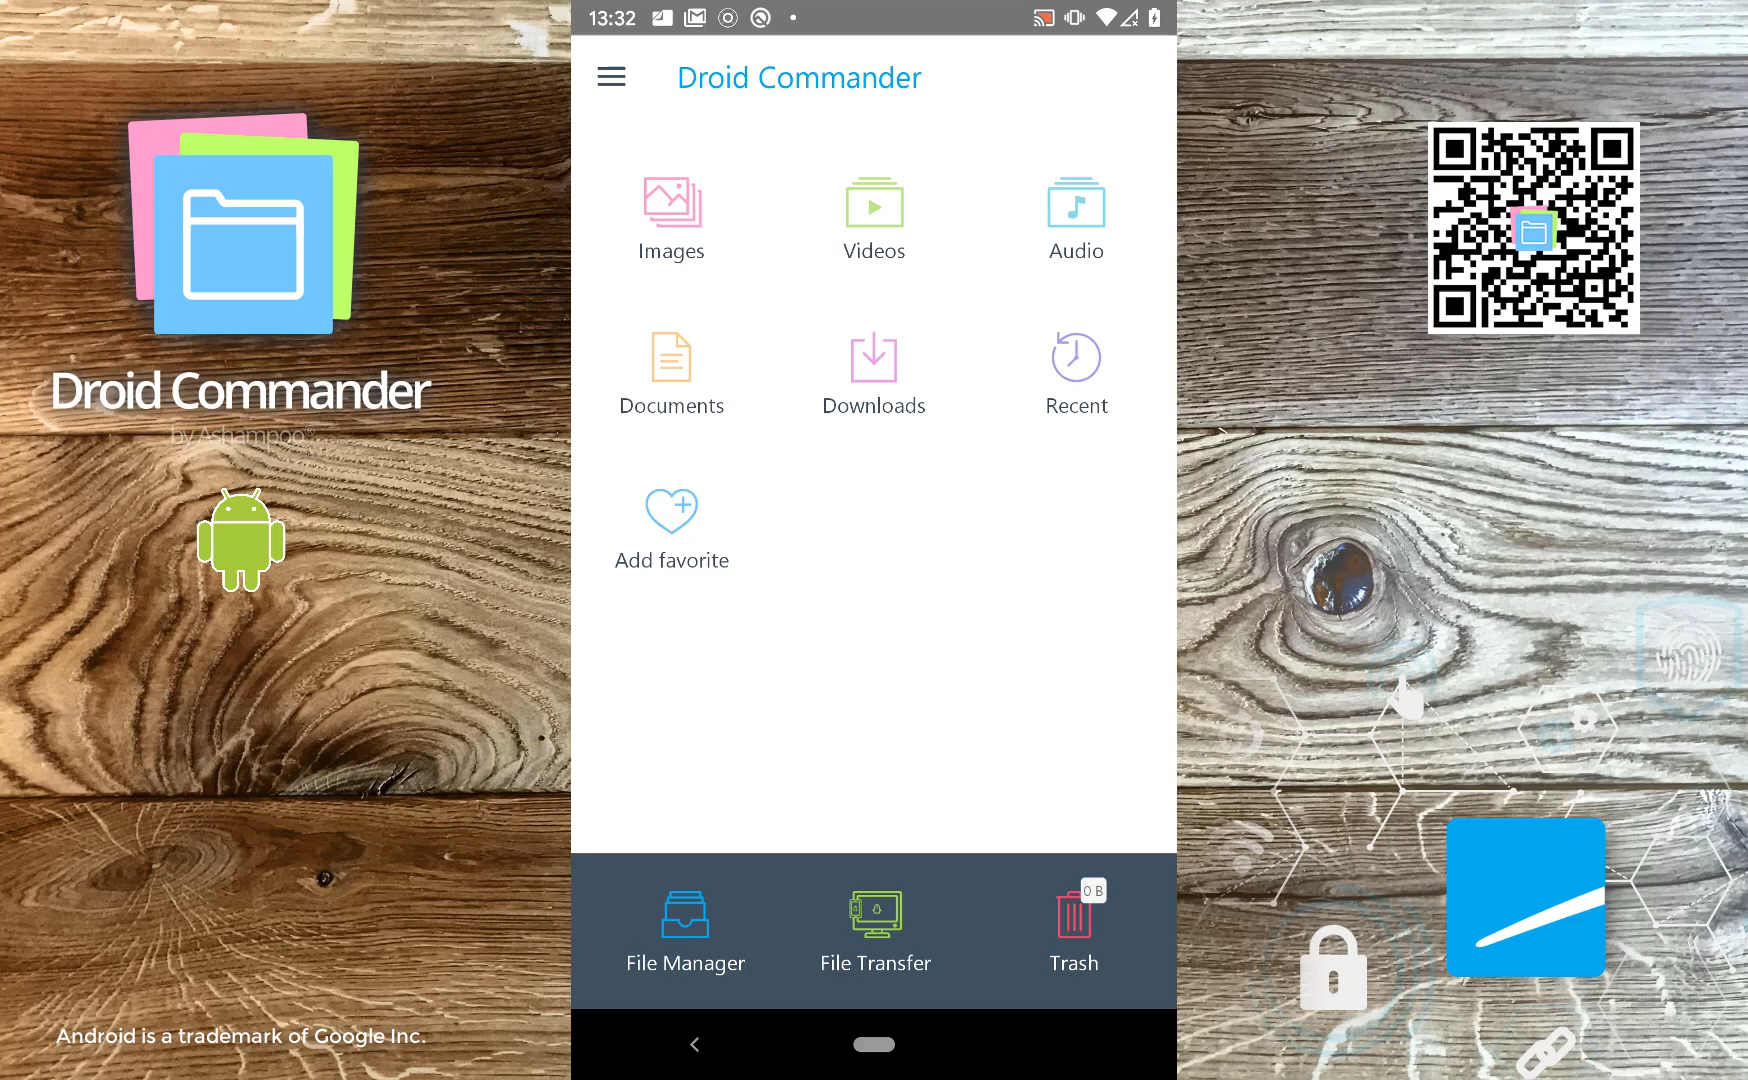 13:32
Droid Commander
Images
Videos
Audio
Documents
Downloads
Recent
Add favorite
0 B
File Manager
File Transfer
Trash
Droid Commander
by Ashampoo®
Android is a trademark of Google Inc.